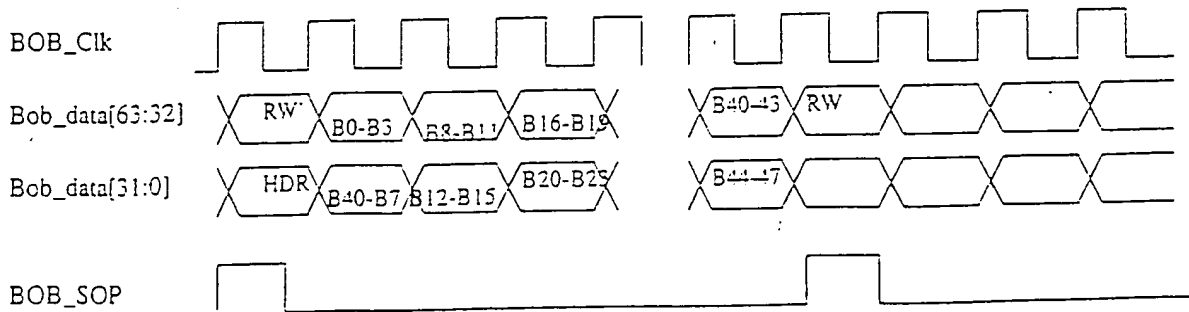 BOB_Clk
Bob_data[63:32] RW B0-B3 B8-B11 B16-B19 B40-43 RW
Bob_data[31:0] HDR B40-B7 B12-B15 B20-B23 B44-47
BOB_SOP